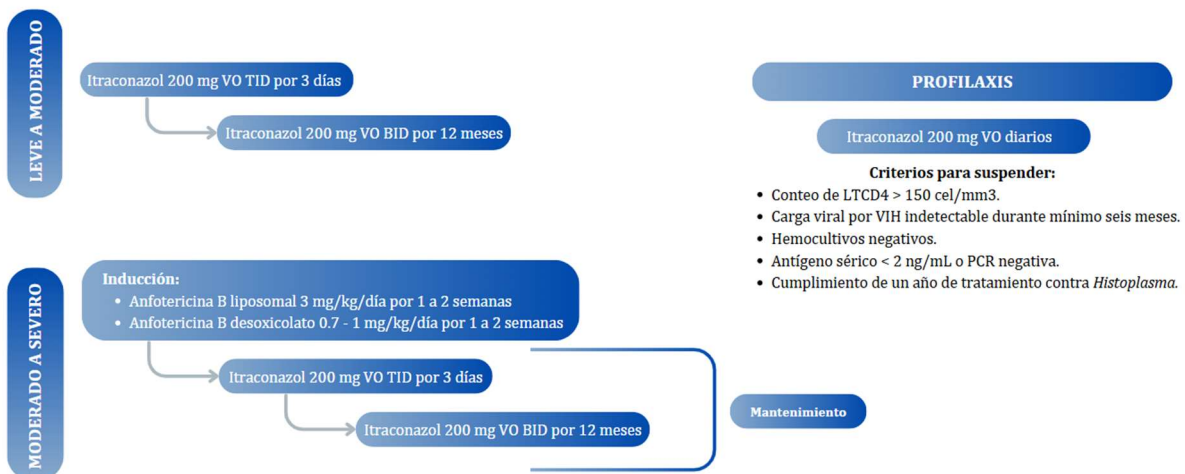 LEVE A MODERADO
Itraconazol 200 mg VO TID por 3 días
Itraconazol 200 mg VO BID por 12 meses
PROFILAXIS
Itraconazol 200 mg VO diarios
Criterios para suspender:
• Conteo de LTCD4 > 150 cel/mm3.
• Carga viral por VIH indetectable durante mínimo seis meses.
• Hemocultivos negativos.
• Antígeno sérico < 2 ng/mL o PCR negativa.
• Cumplimiento de un año de tratamiento contra Histoplasma.
MODERADO A SEVERO
Inducción:
• Anfotericina B liposomal 3 mg/kg/día por 1 a 2 semanas
• Anfotericina B desoxicolato 0.7 - 1 mg/kg/día por 1 a 2 semanas
Itraconazol 200 mg VO TID por 3 días
Itraconazol 200 mg VO BID por 12 meses
Mantenimiento